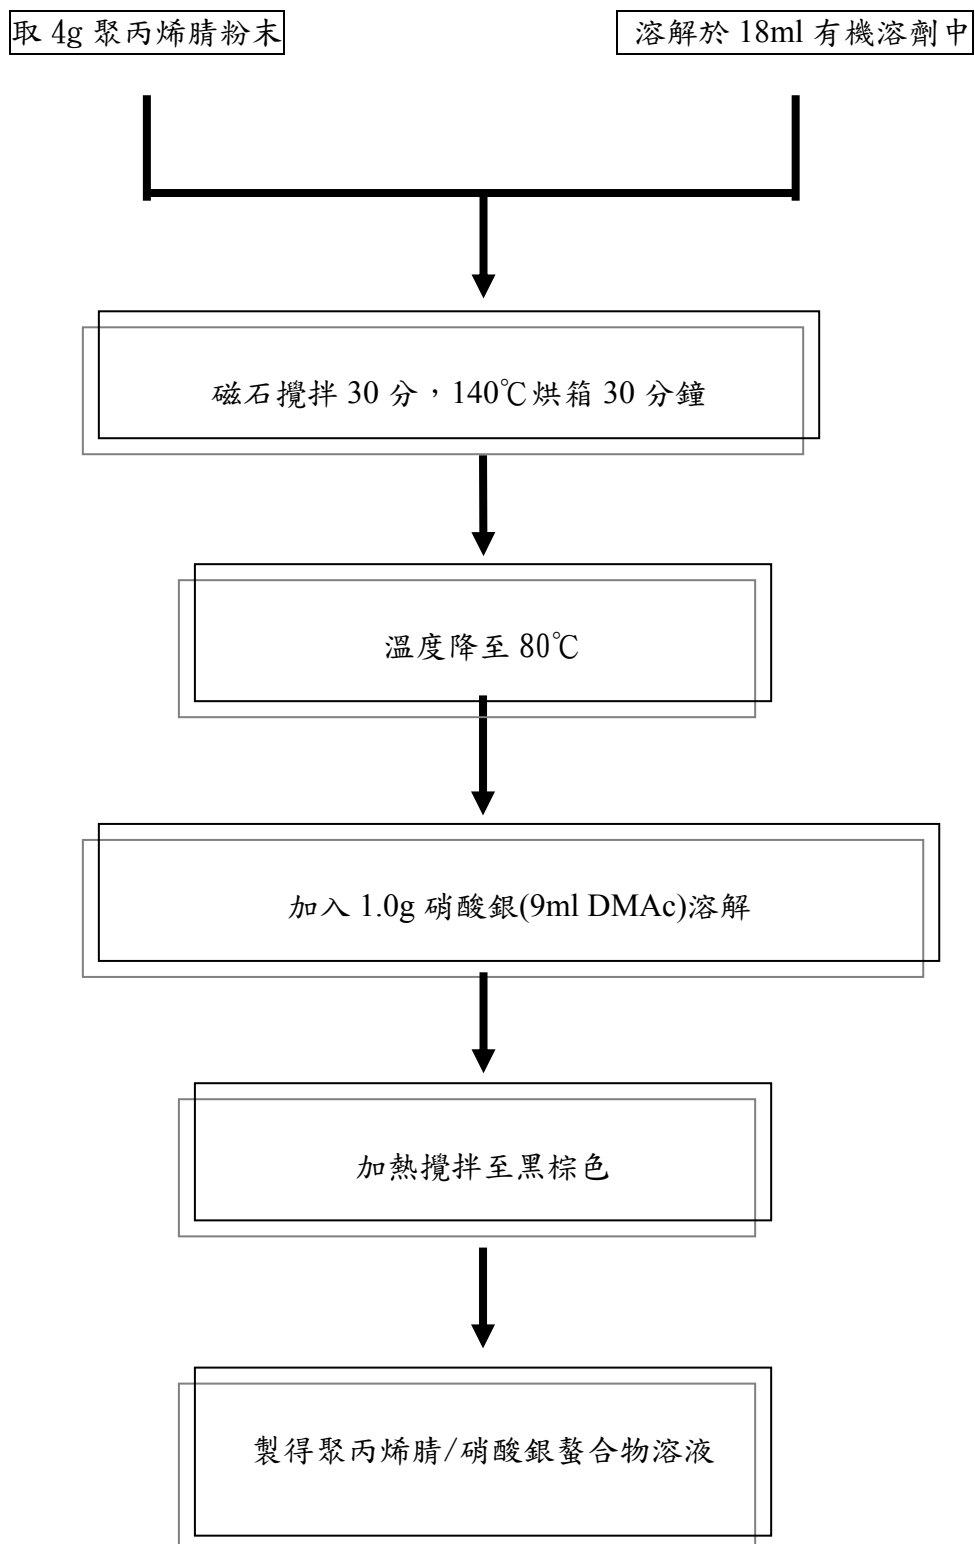 取 4g 聚丙烯腈粉末
溶解於 18ml 有機溶劑中
磁石攪拌 30 分，140℃烘箱 30 分鐘
溫度降至 80℃
加入 1.0g 硝酸銀(9ml DMAc)溶解
加熱攪拌至黑棕色
製得聚丙烯腈/硝酸銀螯合物溶液